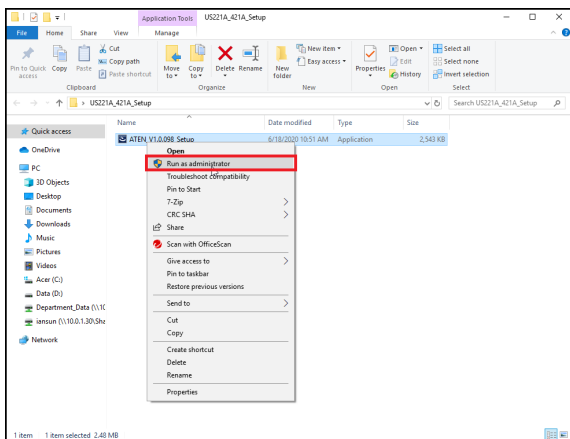 Application Tools
US221A_421A_Setup
File
Home
Share
View
Manage
Pin to Quick access
Copy
Paste
Cut
Copy path
Paste shortcut
Clipboard
Move to
Copy to
Delete
Rename
Organize
New folder
New item
Easy access
New
Properties
Open
Edit
History
Open
Select all
Select none
Invert selection
Select
US221A_421A_Setup
Search US221A_421A_Setup
Name
Date modified
Type
Size
Quick access
OneDrive
PC
3D Objects
Desktop
Documents
Downloads
Music
Pictures
Videos
Acer (C:)
Data (D:)
Department_Data (\\10
iansun (\\10.0.1.30\Sha
Network
ATEN_V1.0.098_Setup
6/18/2020 10:51 AM
Application
2,543 KB
Open
Run as administrator
Troubleshoot compatibility
Pin to Start
7-Zip
CRC SHA
Share
Scan with OfficeScan
Give access to
Pin to taskbar
Restore previous versions
Send to
Cut
Copy
Create shortcut
Delete
Rename
Properties
1 item
1 item selected 2.48 MB